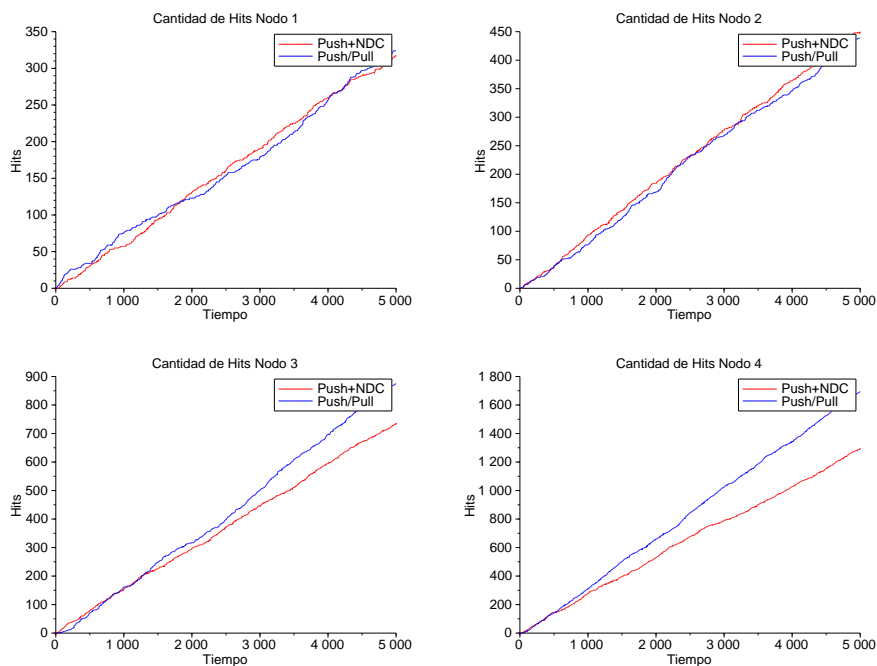 Cantidad de Hits Nodo 1
350
300
250
200
150
100
50
0
Hits
0 1 000 2 000 3 000 4 000 5 000
Tiempo
Push+NDC
Push/Pull
Cantidad de Hits Nodo 2
450
400
350
300
250
200
150
100
50
0
Hits
0 1 000 2 000 3 000 4 000 5 000
Tiempo
Push+NDC
Push/Pull
Cantidad de Hits Nodo 3
900
800
700
600
500
400
300
200
100
0
Hits
0 1 000 2 000 3 000 4 000 5 000
Tiempo
Push+NDC
Push/Pull
Cantidad de Hits Nodo 4
1 800
1 600
1 400
1 200
1 000
800
600
400
200
0
Hits
0 1 000 2 000 3 000 4 000 5 000
Tiempo
Push+NDC
Push/Pull